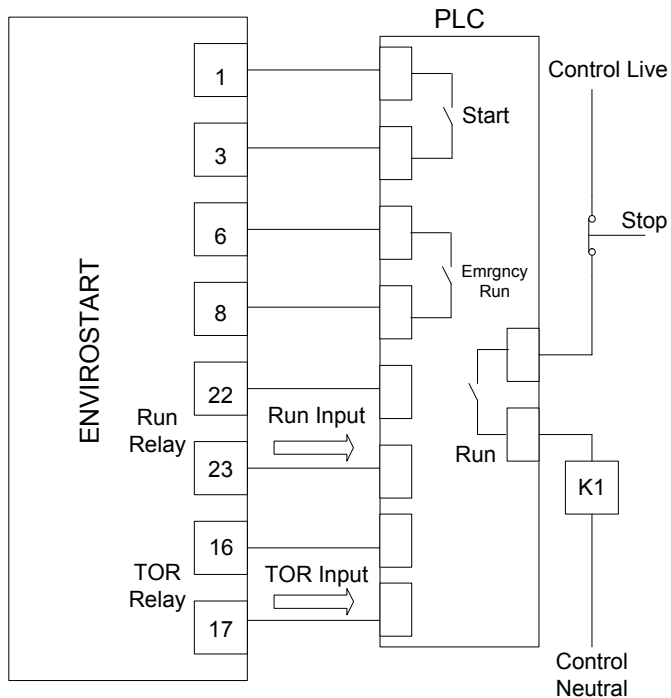 PLC
1
Control Live
Start
3
6
Stop
Emrgncy
Run
8
ENVIROSTART
22
Run
Relay
Run Input
23
Run
K1
16
TOR
Relay
TOR Input
17
Control
Neutral